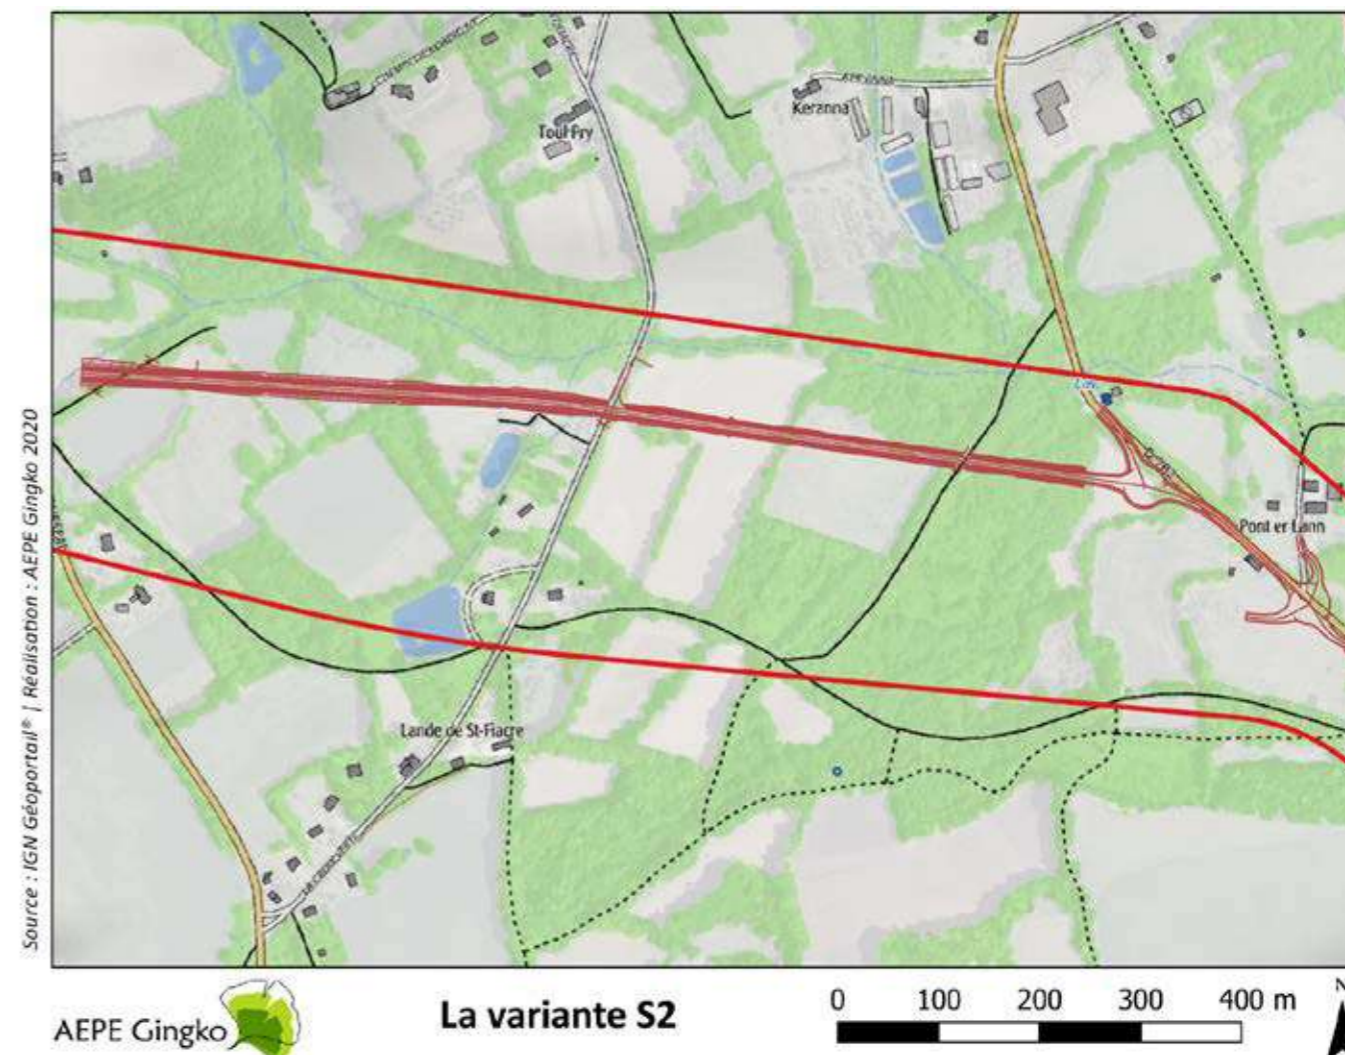 Toul Fry
Keranna
Pont er Lann
Lande de St-Fiacre
Source : IGN Géoportail® | Réalisation : AEPE Gingko 2020
AEPE Gingko
La variante S2
0 100 200 300 400 m
N